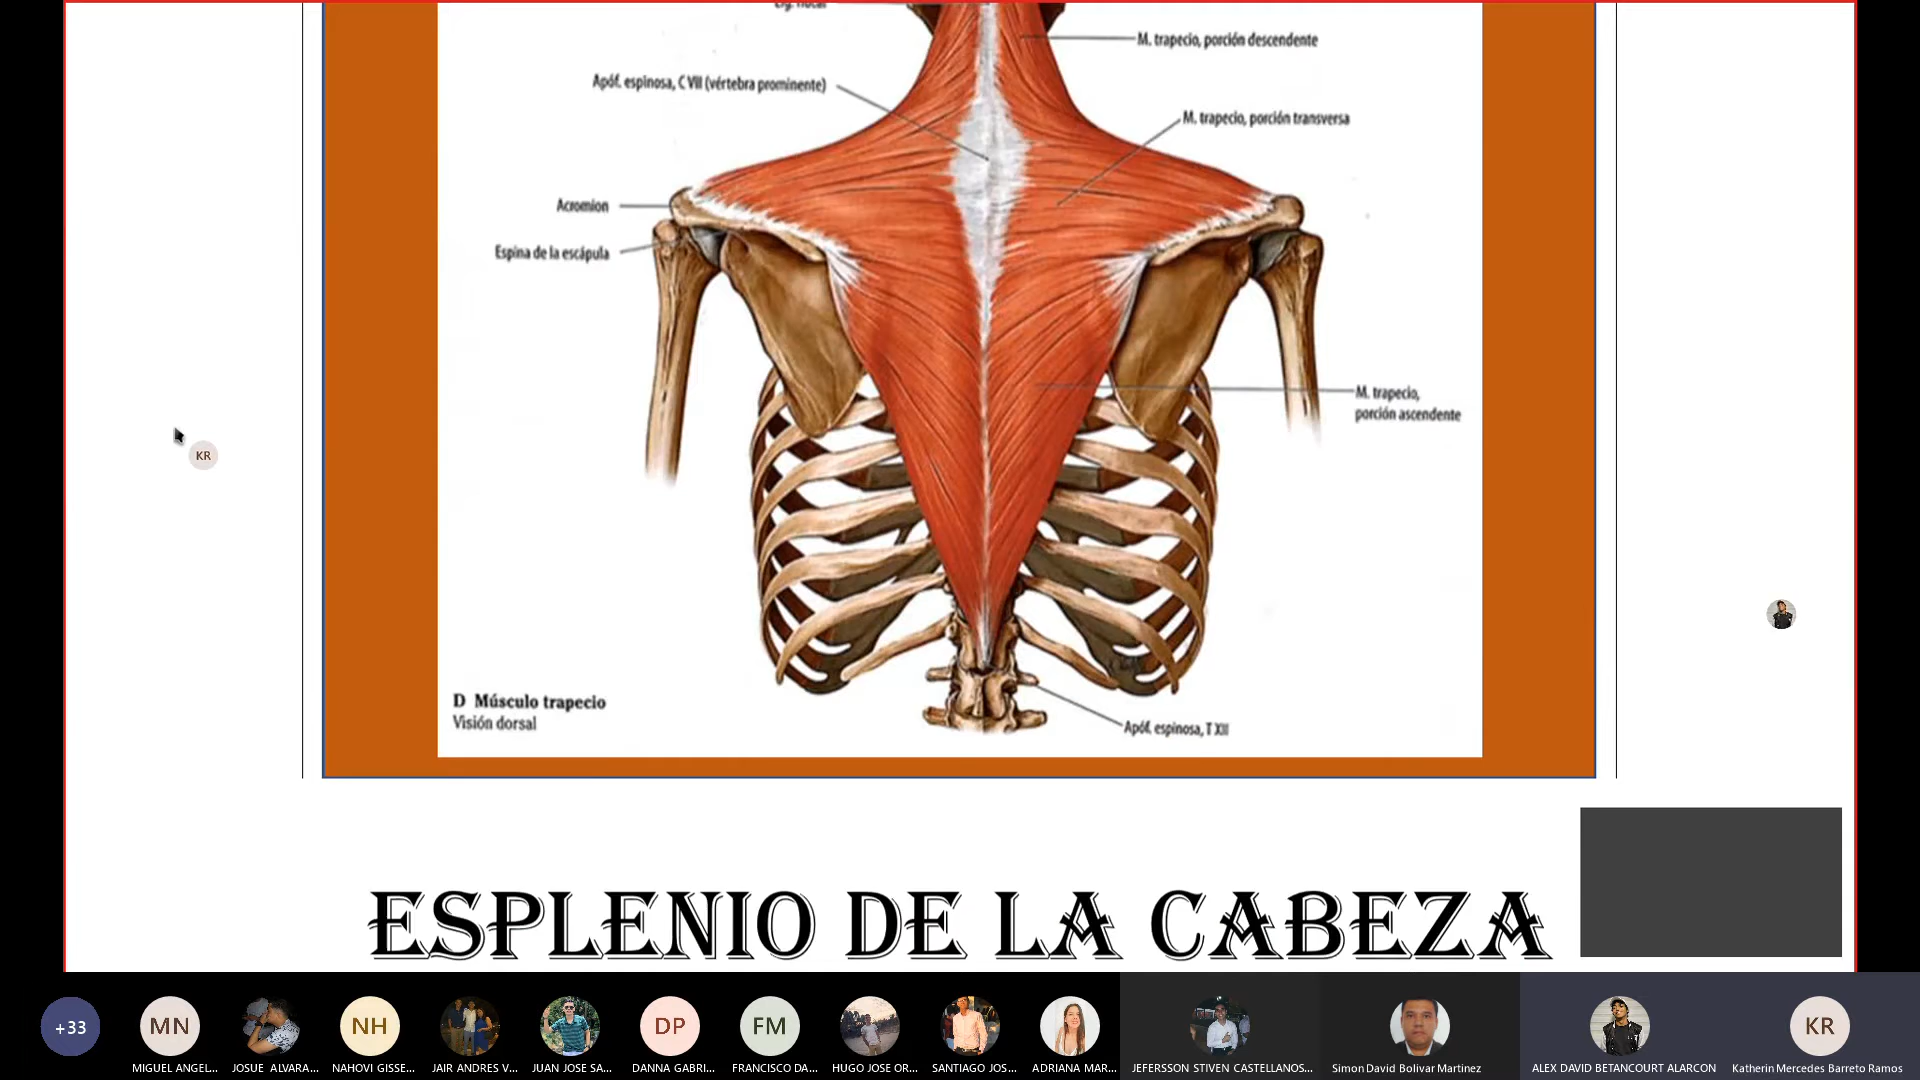 M. trapecio, porción descendente
Apóf. espinosa, C VII (vértebra prominente)
M. trapecio, porción transversa
Acromion
Espina de la escápula
M. trapecio,
porción ascendente
KR
D Músculo trapecio
Visión dorsal
Apóf. espinosa, T XII
ESPLENIO DE LA CABEZA
+33
MN
NH
DP
FM
KR
MIGUEL ANGEL...
JOSUE ALVARA...
NAHOVI GISSE...
JAIR ANDRES V...
JUAN JOSE SA...
DANNA GABRI...
FRANCISCO DA...
HUGO JOSE OR...
SANTIAGO JOS...
ADRIANA MAR...
JEFERSSON STIVEN CASTELLANOS...
Simon David Bolivar Martinez
ALEX DAVID BETANCOURT ALARCON
Katherin Mercedes Barreto Ramos